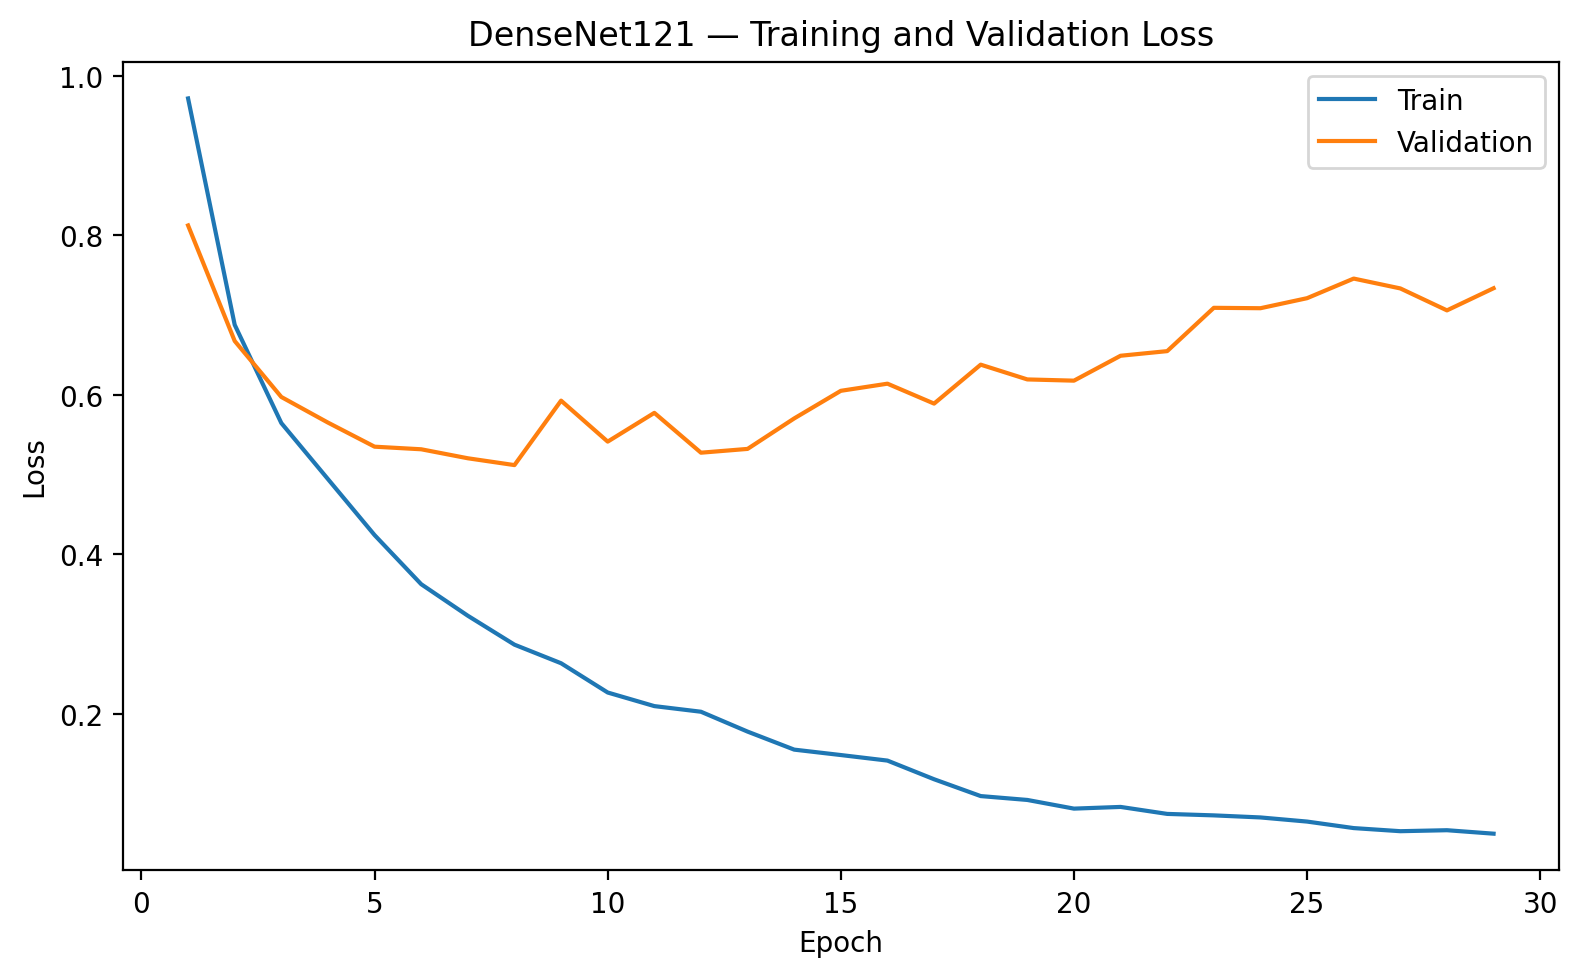 DenseNet121 — Training and Validation Loss
Train
Validation
1.0
0.8
0.6
0.4
0.2
Loss
0 5 10 15 20 25 30
Epoch